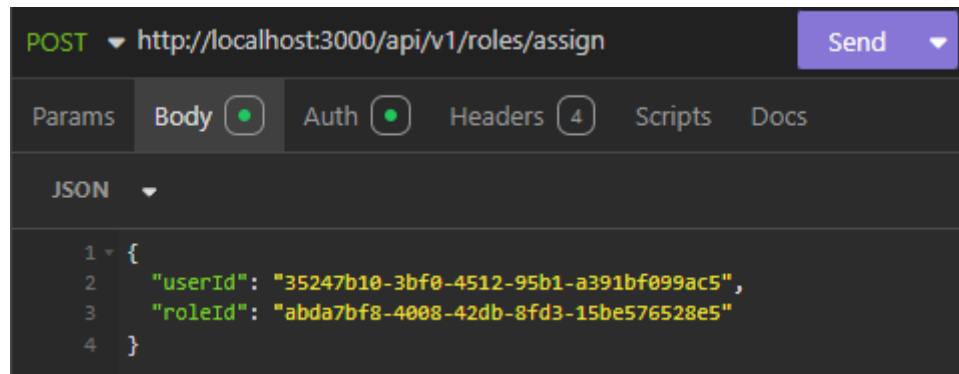 POST http://localhost:3000/api/v1/roles/assign Send
Params Body Auth Headers 4 Scripts Docs
JSON
1 {
2 "userId": "35247b10-3bf0-4512-95b1-a391bf099ac5",
3 "roleId": "abda7bf8-4008-42db-8fd3-15be576528e5"
4 }